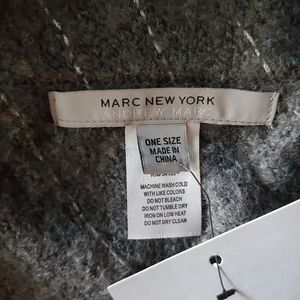 MARC NEW YORK
ANDREW MARC
ONE SIZE
MADE IN
CHINA
MACHINE WASH COLD
WITH LIKE COLORS
DO NOT BLEACH
DO NOT TUMBLE DRY
IRON ON LOW HEAT
DO NOT DRY CLEAN